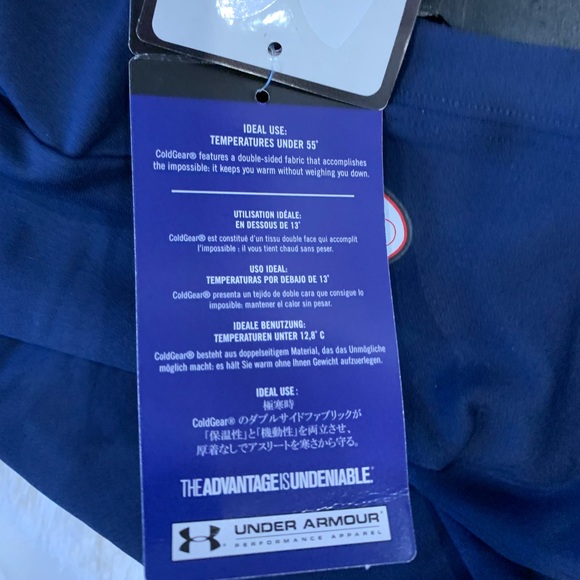 IDEAL USE:
TEMPERATURES UNDER 55°
ColdGear® features a double-sided fabric that accomplishes
the impossible: it keeps you warm without weighing you down.
UTILISATION IDÉALE:
EN DESSOUS DE 13°
ColdGear® est constitué d'un tissu double face qui accomplit
l'impossible : il vous tient chaud sans peser.
USO IDEAL:
TEMPERATURAS POR DEBAJO DE 13°
ColdGear® presenta un tejido de doble cara que consigue lo
imposible: mantener el calor sin pesar.
IDEALE BENUTZUNG:
TEMPERATUREN UNTER 12,8° C
ColdGear® besteht aus doppelseitigem Material, das das Unmögliche
möglich macht: es hält Sie warm ohne Ihnen Gewicht aufzuerlegen.
IDEAL USE :
極寒時
ColdGear® のダブルサイドファブリックが
「保温性」と「機動性」を両立させ、
厚着なしでアスリートを寒さから守る。
THE ADVANTAGE IS UNDENIABLE.
UNDER ARMOUR®
PERFORMANCE APPAREL